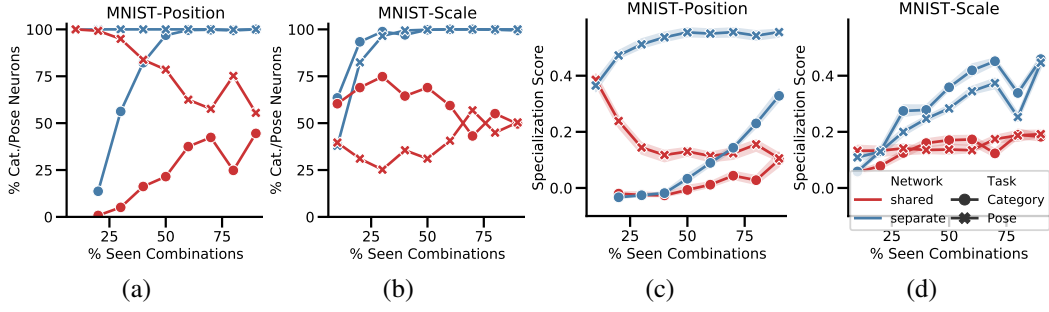 MNIST-Position
% Cat./Pose Neurons
100
75
50
25
0
25 50 75
% Seen Combinations
(a)
MNIST-Scale
% Cat./Pose Neurons
100
75
50
25
0
25 50 75
% Seen Combinations
(b)
MNIST-Position
Specialization Score
0.4
0.2
0.0
25 50 75
% Seen Combinations
(c)
MNIST-Scale
Specialization Score
0.4
0.2
0.0
Network Task
shared Category
separate Pose
25 50 75
% Seen Combinations
(d)